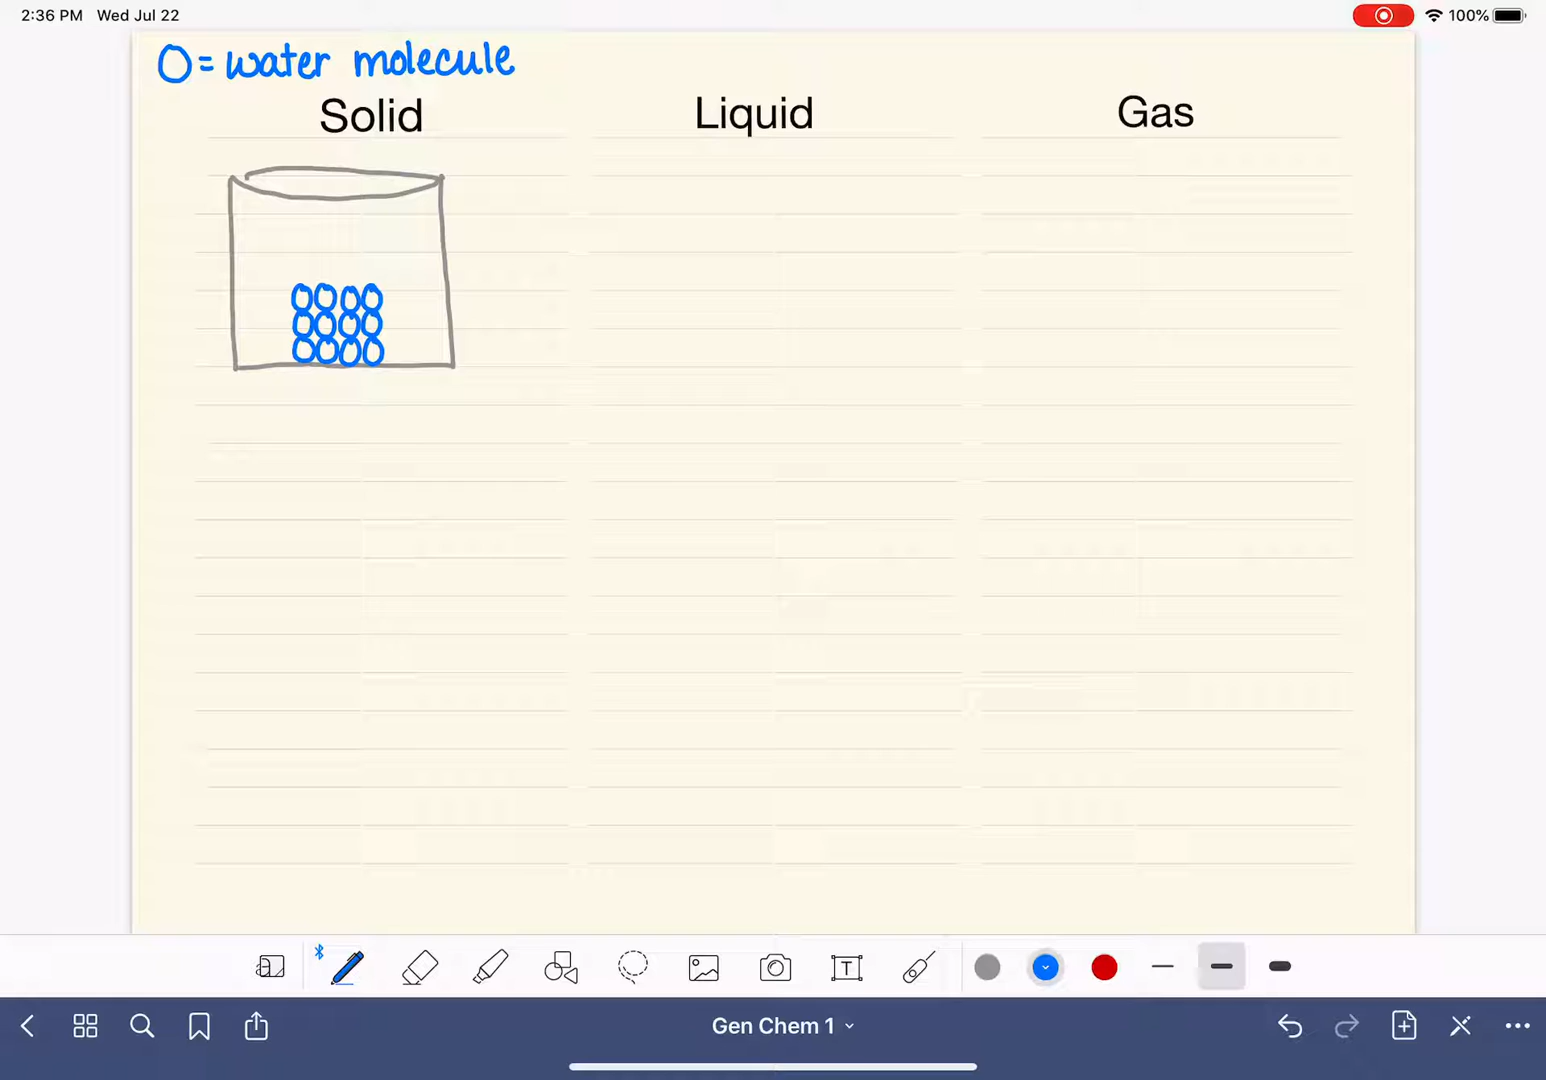 2:36 PM Wed Jul 22 100%
O = water molecule
Solid Liquid Gas
T
Gen Chem 1